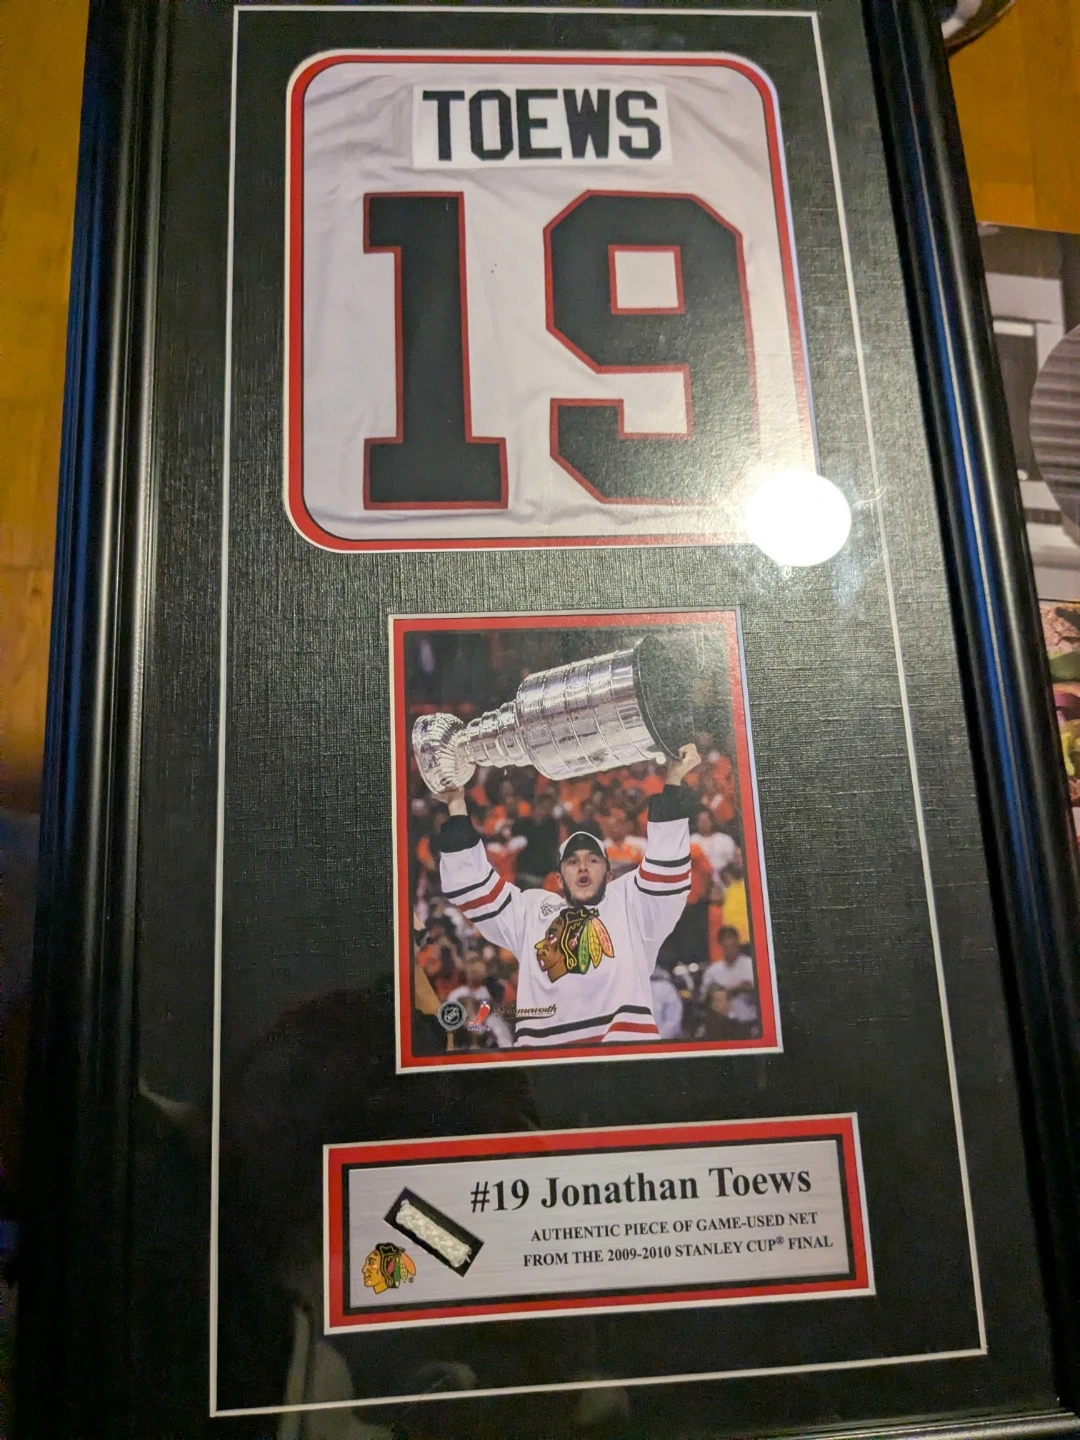 TOEWS
19
#19 Jonathan Toews
AUTHENTIC PIECE OF GAME-USED NET
FROM THE 2009-2010 STANLEY CUP® FINAL